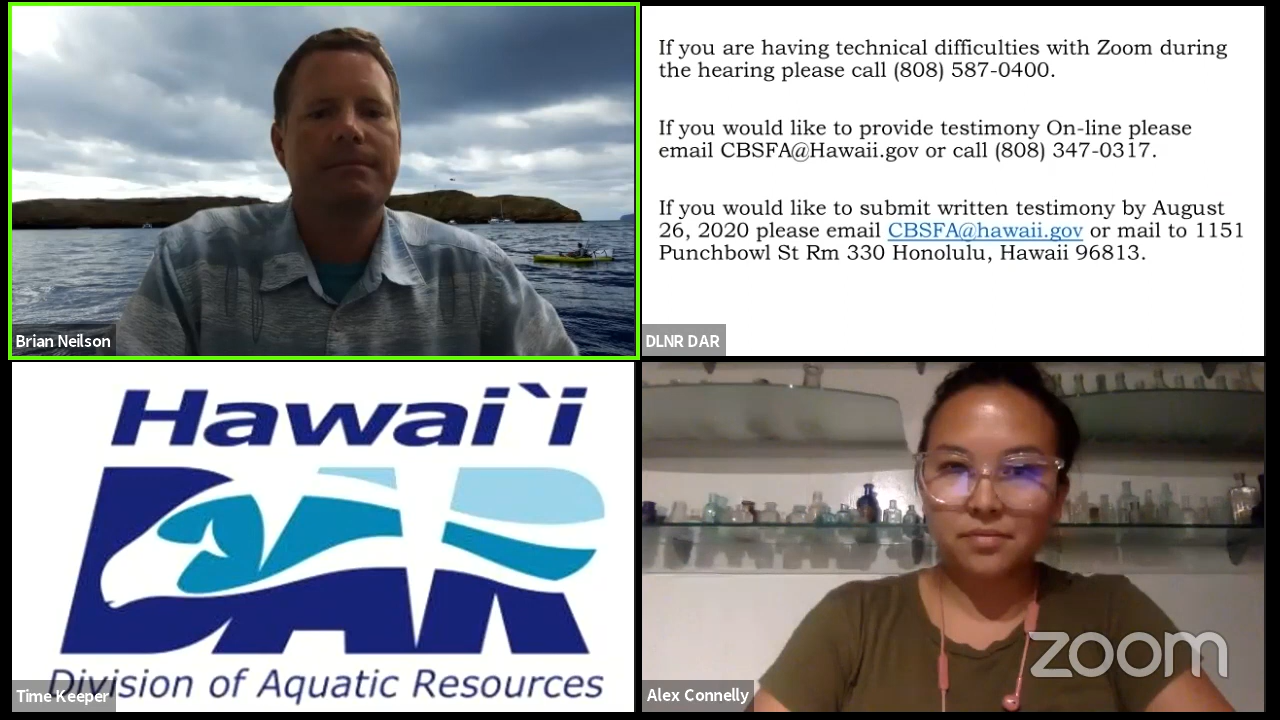 If you are having technical difficulties with Zoom during
the hearing please call (808) 587-0400.
If you would like to provide testimony On-line please
email CBSFA@Hawaii.gov or call (808) 347-0317.
If you would like to submit written testimony by August
26, 2020 please email CBSFA@hawaii.gov or mail to 1151
Punchbowl St Rm 330 Honolulu, Hawaii 96813.
Brian Neilson
DLNR DAR
Hawai`i
DAR
Division of Aquatic Resources
Time Keeper
Alex Connelly
zoom